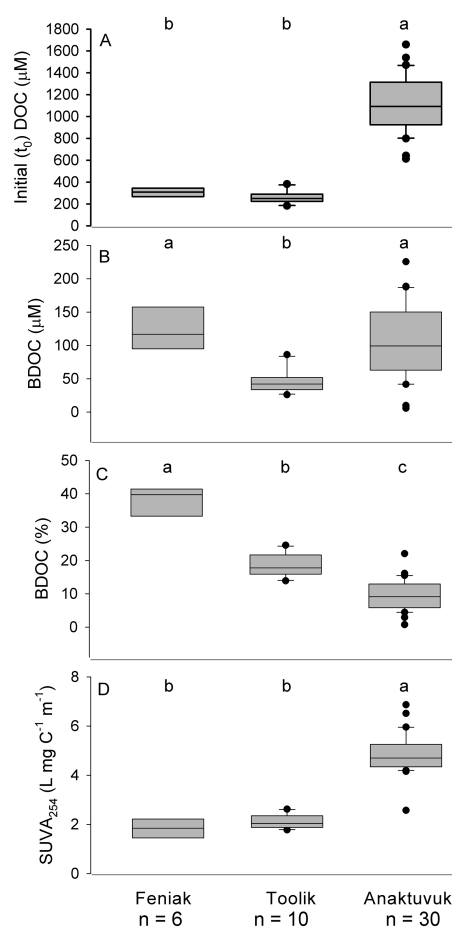 A
b b a
1800
1600
1400
1200
1000
800
600
400
200
0
Initial (t0) DOC (μM)
B
a b a
250
200
150
100
50
0
BDOC (μM)
C
a b c
50
40
30
20
10
0
BDOC (%)
D
b b a
8
6
4
2
0
SUVA254 (L mg C-1 m-1)
Feniak Toolik Anaktuvuk
n = 6 n = 10 n = 30